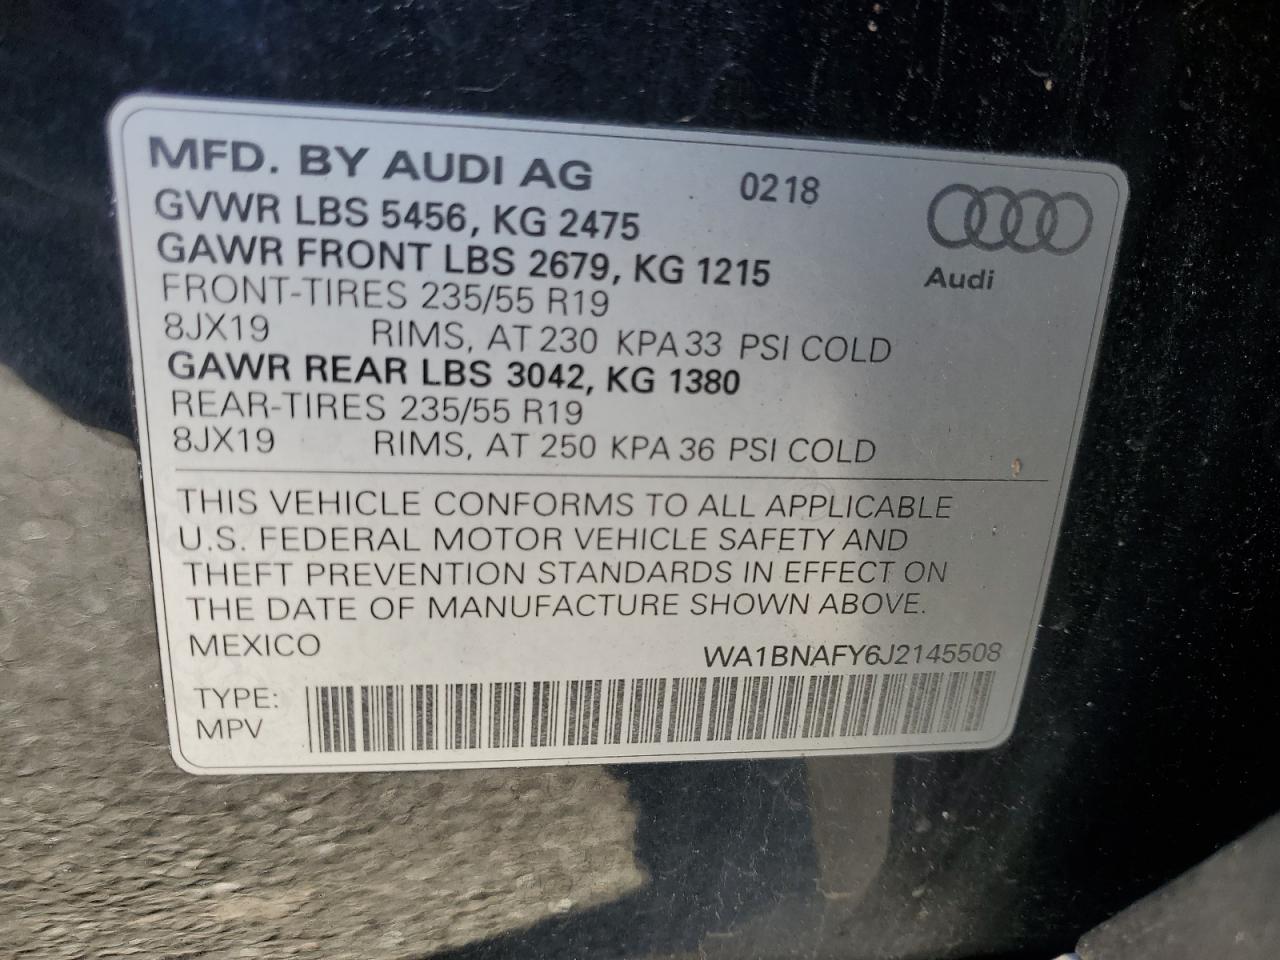 MFD. BY AUDI AG 0218
GVWR LBS 5456, KG 2475
GAWR FRONT LBS 2679, KG 1215
Audi
FRONT-TIRES 235/55 R19
8JX19 RIMS, AT 230 KPA 33 PSI COLD
GAWR REAR LBS 3042, KG 1380
REAR-TIRES 235/55 R19
8JX19 RIMS, AT 250 KPA 36 PSI COLD
THIS VEHICLE CONFORMS TO ALL APPLICABLE
U.S. FEDERAL MOTOR VEHICLE SAFETY AND
THEFT PREVENTION STANDARDS IN EFFECT ON
THE DATE OF MANUFACTURE SHOWN ABOVE.
MEXICO WA1BNAFY6J2145508
TYPE:
MPV